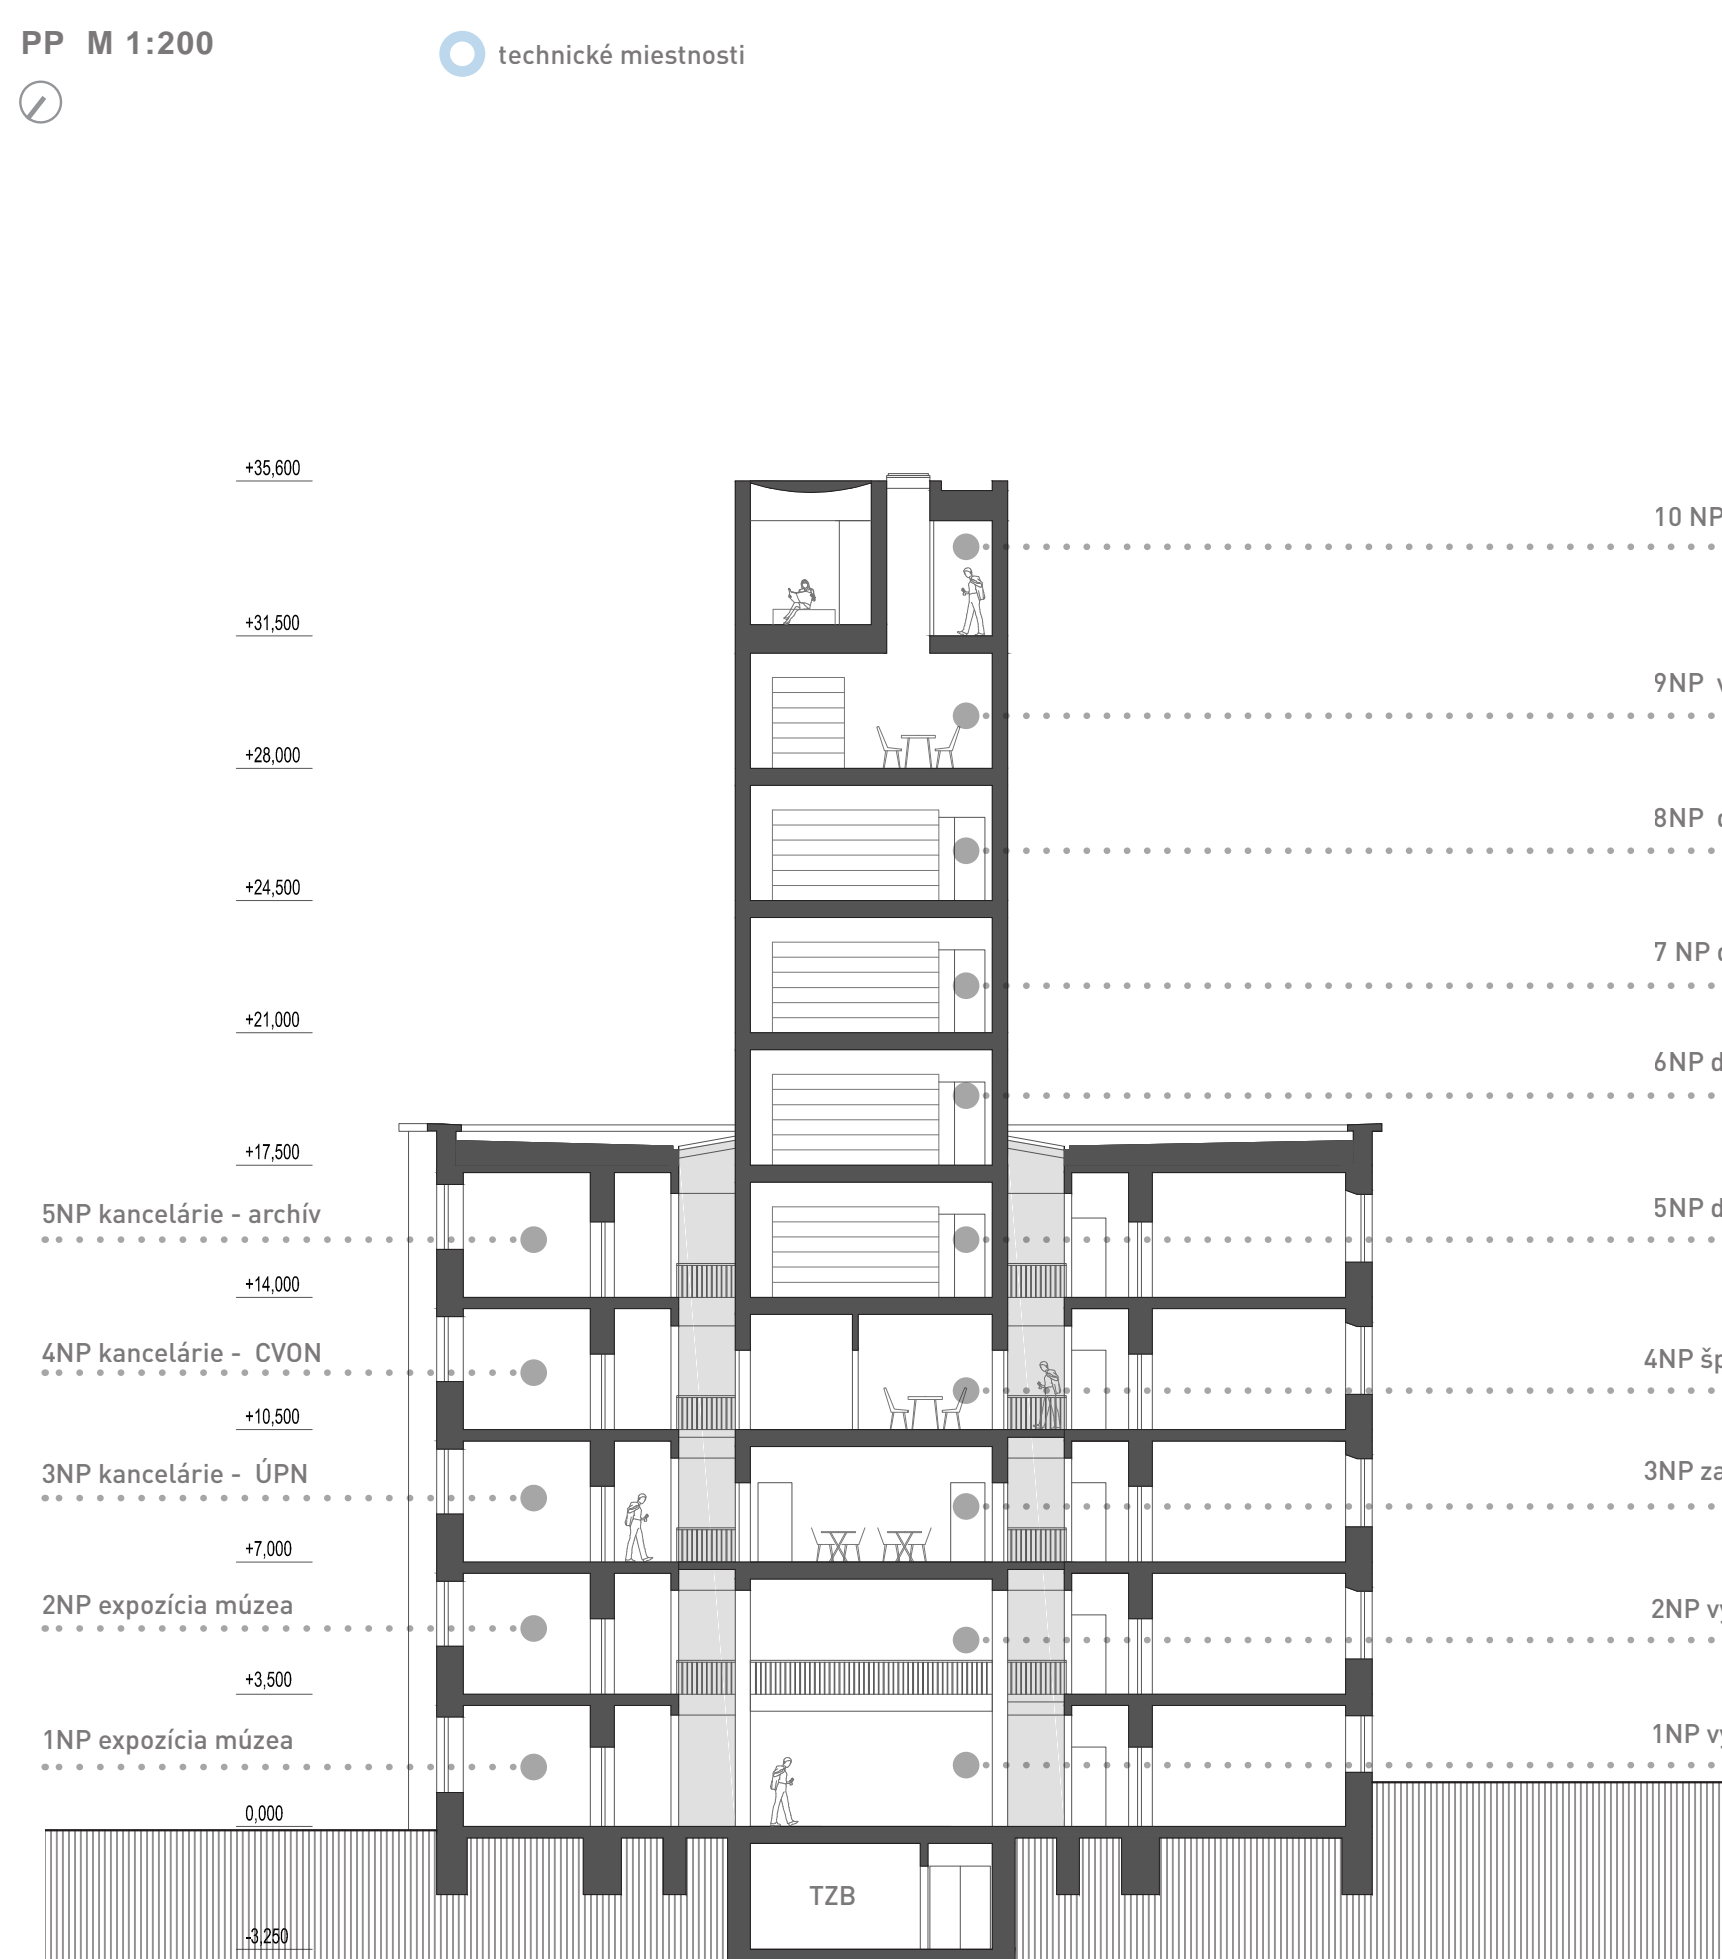 PP M 1:200
technické miestnosti
+35,600
10 NP
+31,500
9NP
+28,000
8NP
+24,500
7 NP
+21,000
6NP
+17,500
5NP kancelárie - archív
5NP
+14,000
4NP kancelárie - CVON
4NP
+10,500
3NP kancelárie - ÚPN
3NP
+7,000
2NP expozícia múzea
2NP
+3,500
1NP expozícia múzea
1NP
0,000
TZB
-3,250